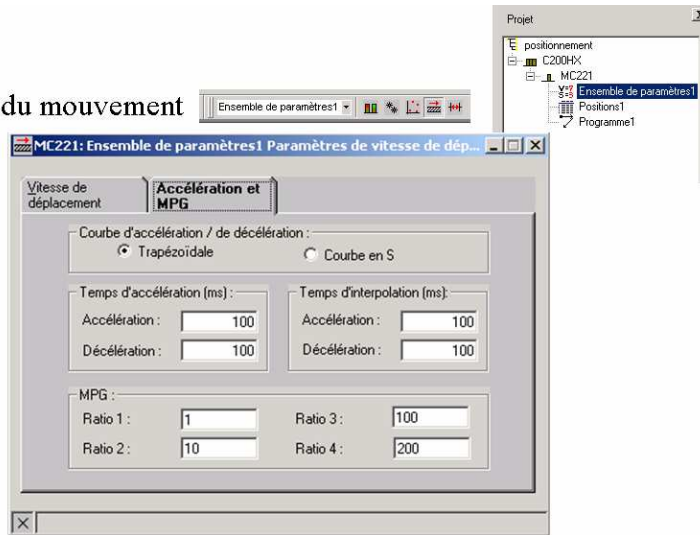 Projet
positionnement
C200HX
MC221
Ensemble de paramètres1
Positions1
Programme1
du mouvement
Ensemble de paramètres1
MC221: Ensemble de paramètres1 Paramètres de vitesse de dép...
Vitesse de déplacement
Accélération et MPG
Courbe d'accélération / de décélération :
Trapézoïdale
Courbe en S
Temps d'accélération (ms) :
Accélération : 100
Décélération : 100
Temps d'interpolation (ms):
Accélération : 100
Décélération : 100
MPG :
Ratio 1 : 1
Ratio 3 : 100
Ratio 2 : 10
Ratio 4 : 200